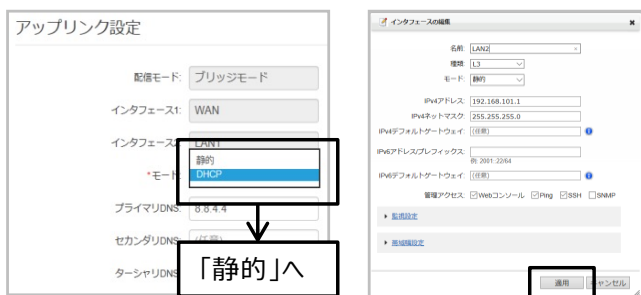 アップリンク設定
配信モード: ブリッジモード
インタフェース1: WAN
インタフェース2: LAN1
*モード:
静的
DHCP
プライマリDNS: 8.8.4.4
セカンダリDNS: (任意)
ターシャリDNS
「静的」へ
インタフェースの編集
名前: LAN2
種類: L3
モード: 静的
IPv4アドレス: 192.168.101.1
IPv4ネットマスク: 255.255.255.0
IPv4デフォルトゲートウェイ: (任意)
IPv6アドレス/プレフィックス:
例: 2001::22/64
IPv6デフォルトゲートウェイ: (任意)
管理アクセス: Webコンソール Ping SSH SNMP
監視設定
帯域幅設定
適用 キャンセル